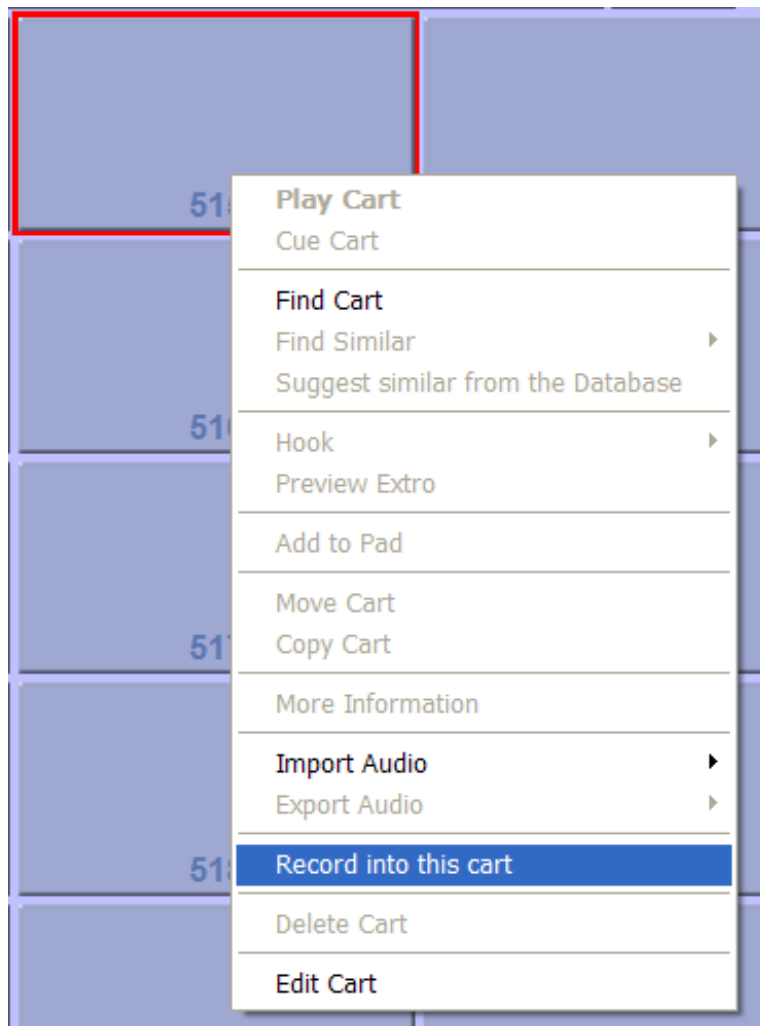 Play Cart
Cue Cart
Find Cart
Find Similar
Suggest similar from the Database
Hook
Preview Extro
Add to Pad
Move Cart
Copy Cart
More Information
Import Audio
Export Audio
Record into this cart
Delete Cart
Edit Cart